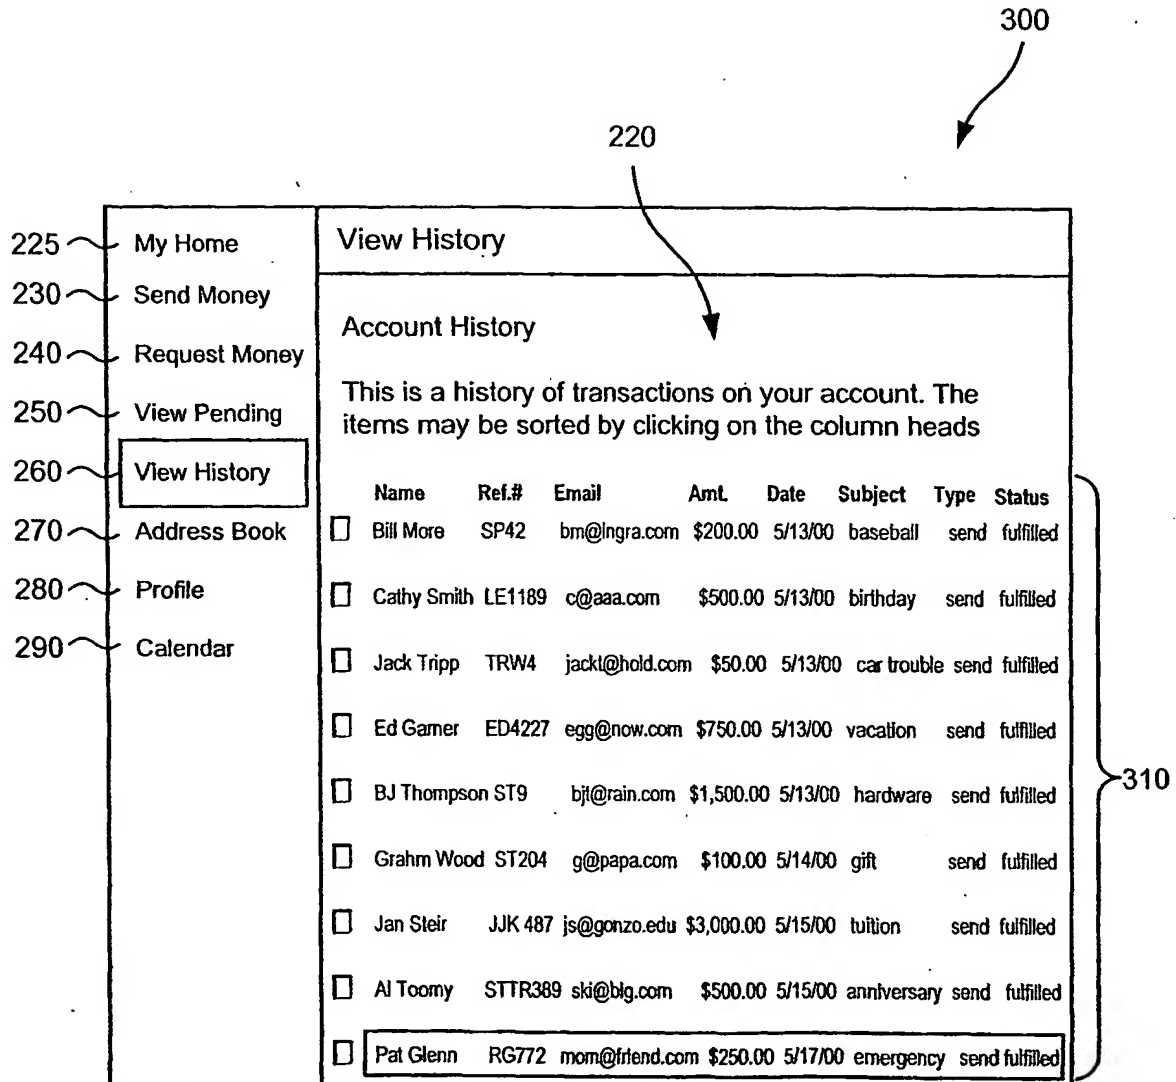 300
220
225 My Home
View History
230 Send Money
Account History
240 Request Money
This is a history of transactions on your account. The
250 View Pending
items may be sorted by clicking on the column heads
260 View History
Name Ref.# Email Amt. Date Subject Type Status
270 Address Book
Bill More SP42 bm@ingra.com $200.00 5/13/00 baseball send fulfilled
280 Profile
Cathy Smith LE1189 c@aaa.com $500.00 5/13/00 birthday send fulfilled
290 Calendar
Jack Tripp TRW4 jackt@hold.com $50.00 5/13/00 car trouble send fulfilled
Ed Garner ED4227 egg@now.com $750.00 5/13/00 vacation send fulfilled
310
BJ Thompson ST9 bjt@rain.com $1,500.00 5/13/00 hardware send fulfilled
Grahm Wood ST204 g@papa.com $100.00 5/14/00 gift send fulfilled
Jan Steir JJK 487 js@gonzo.edu $3,000.00 5/15/00 tuition send fulfilled
Al Toomy STTR389 ski@big.com $500.00 5/15/00 anniversary send fulfilled
Pat Glenn RG772 mom@friend.com $250.00 5/17/00 emergency send fulfilled